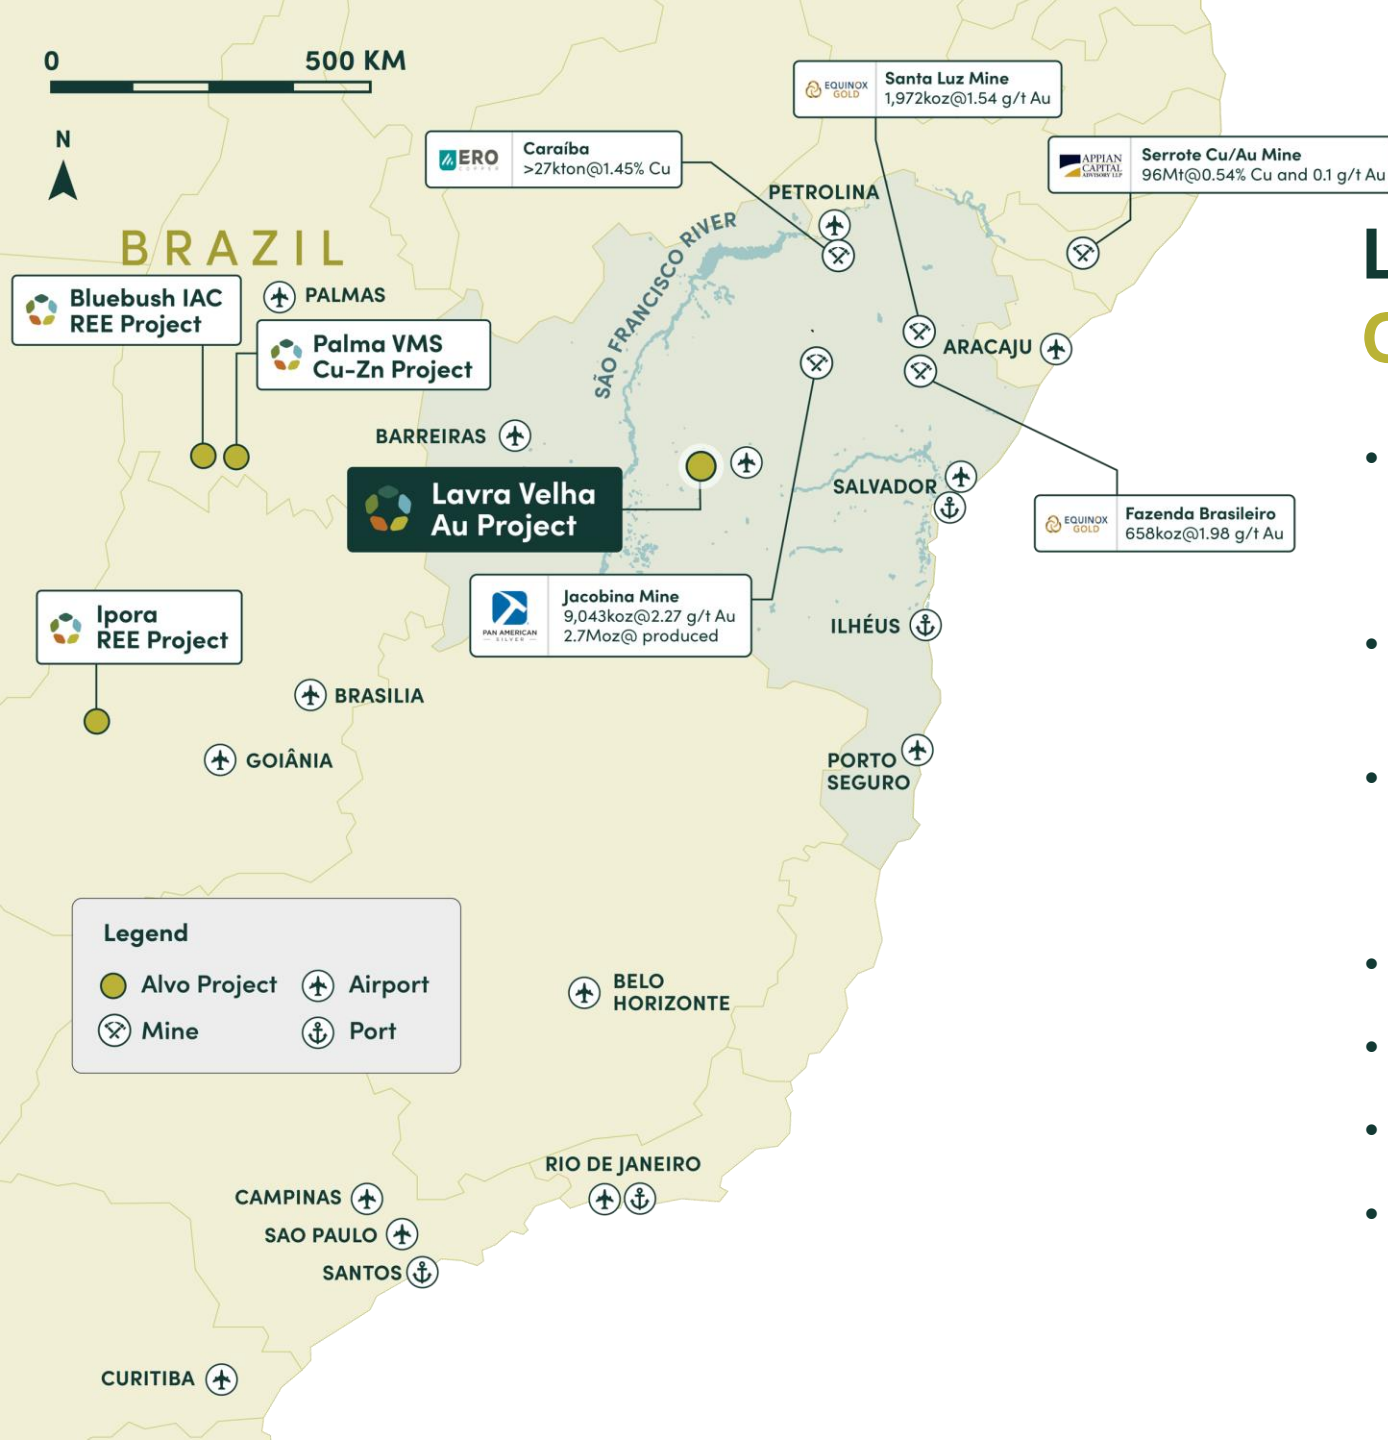 0 500 KM
N
BRAZIL
EQUINOX
GOLD
Santa Luz Mine
1,972koz@1.54 g/t Au
ERO
COPPER
Caraíba
>27kton@1.45% Cu
APPIAN
CAPITAL
ADVISORY LLP
Serrote Cu/Au Mine
96Mt@0.54% Cu and 0.1 g/t Au
PETROLINA
SÃO FRANCISCO RIVER
L
Bluebush IAC
REE Project
PALMAS
Palma VMS
Cu-Zn Project
ARACAJU
BARREIRAS
Lavra Velha
Au Project
SALVADOR
EQUINOX
GOLD
Fazenda Brasileiro
658koz@1.98 g/t Au
PAN AMERICAN
SILVER
Jacobina Mine
9,043koz@2.27 g/t Au
2.7Moz@ produced
Ipora
REE Project
ILHÉUS
BRASILIA
GOIÂNIA
PORTO
SEGURO
Legend
Alvo Project
Airport
Mine
Port
BELO
HORIZONTE
RIO DE JANEIRO
CAMPINAS
SAO PAULO
SANTOS
CURITIBA